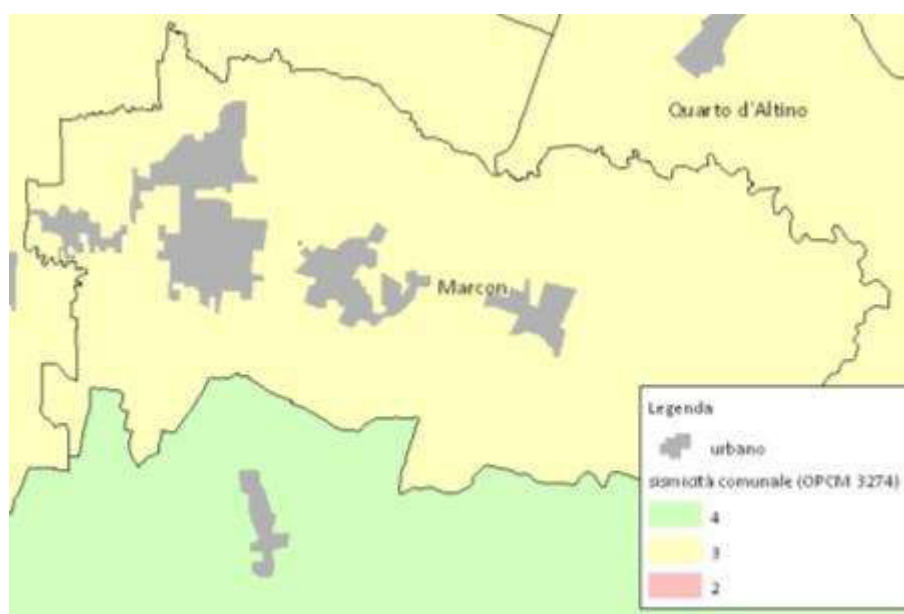 Quarto d'Altino
Marcon
Legenda
urbano
sismicità comunale (OPCM 3274)
4
3
2